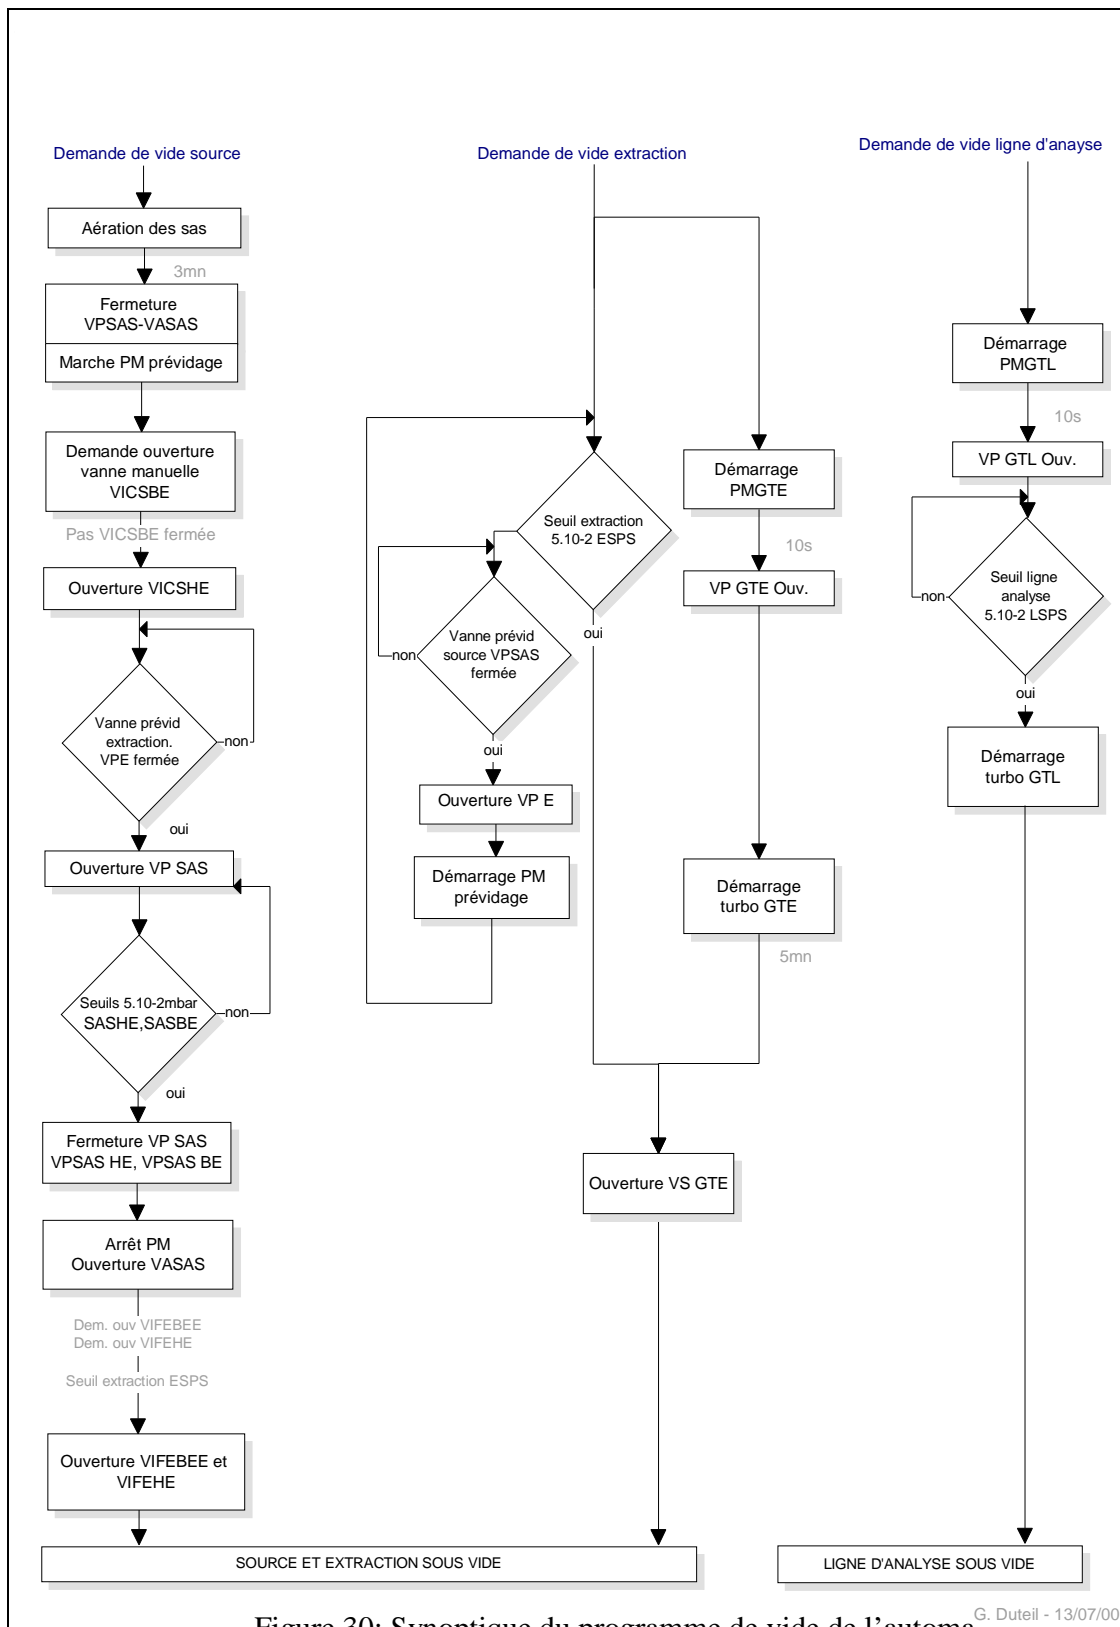 Demande de vide source
Aération des sas
3mn
Fermeture
VPSAS-VASAS
Marche PM prévidage
Demande ouverture
vanne manuelle
VICSBE
Pas VICSBE fermée
Ouverture VICSHE
Vanne prévid
extraction.
VPE fermée
non
oui
Ouverture VP SAS
Seuils 5.10-2mbar
SASHE,SASBE
non
oui
Fermeture VP SAS
VPSAS HE, VPSAS BE
Arrêt PM
Ouverture VASAS
Dem. ouv VIFEBEE
Dem. ouv VIFEHE
Seuil extraction ESPS
Ouverture VIFEBEE et
VIFEHE
Demande de vide extraction
Seuil extraction
5.10-2 ESPS
oui
Vanne prévid
source VPSAS
fermée
non
oui
Ouverture VP E
Démarrage PM
prévidage
Démarrage
PMGTE
10s
VP GTE Ouv.
Démarrage
turbo GTE
5mn
Ouverture VS GTE
SOURCE ET EXTRACTION SOUS VIDE
Demande de vide ligne d'anayse
Démarrage
PMGTL
10s
VP GTL Ouv.
Seuil ligne
analyse
5.10-2 LSPS
non
oui
Démarrage
turbo GTL
LIGNE D'ANALYSE SOUS VIDE
G. Duteil - 13/07/00
Figure 30: Synoptique du programme de vide de l'automa